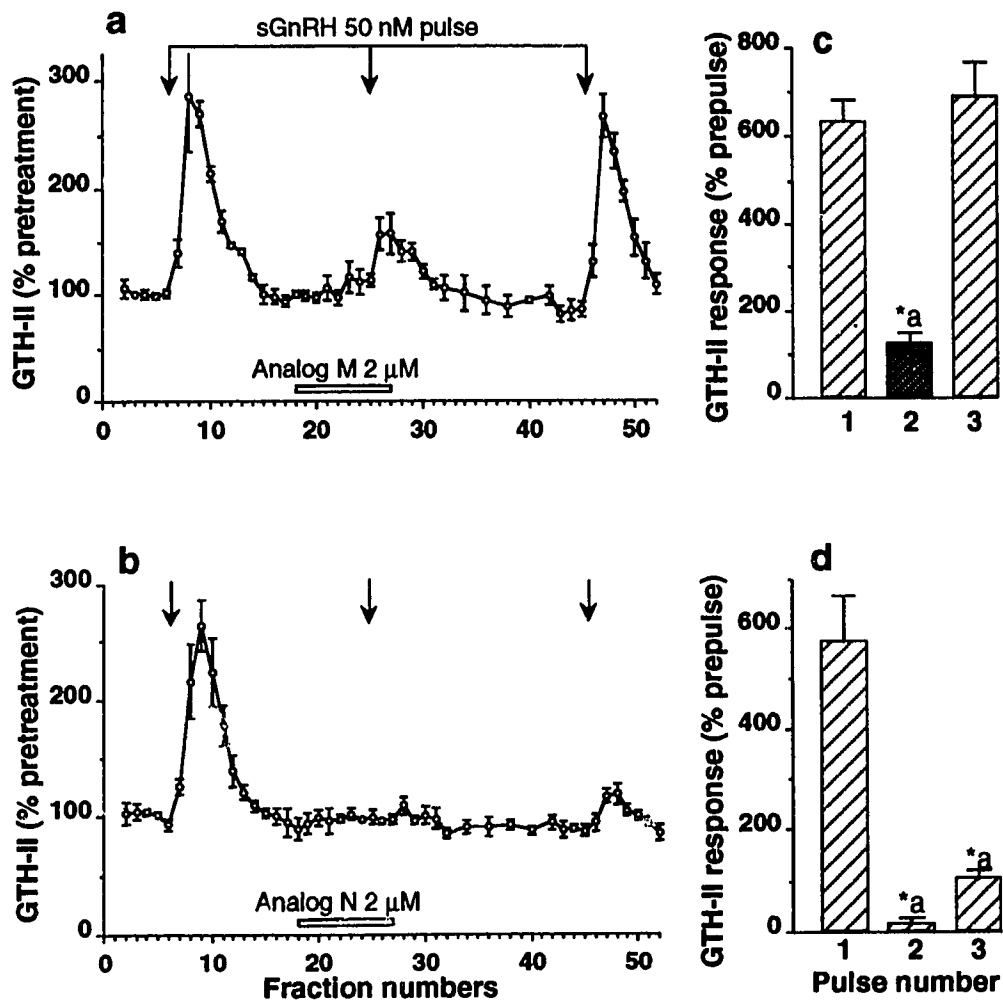 a
sGnRH 50 nM pulse
GTH-II (% pretreatment)
300
200
100
0
Analog M 2 µM
0 10 20 30 40 50
c
GTH-II response (% prepulse)
800
600
400
200
0
*a
1 2 3
b
GTH-II (% pretreatment)
300
200
100
0
Analog N 2 µM
0 10 20 30 40 50
Fraction numbers
d
GTH-II response (% prepulse)
600
400
200
0
*a
*a
1 2 3
Pulse number